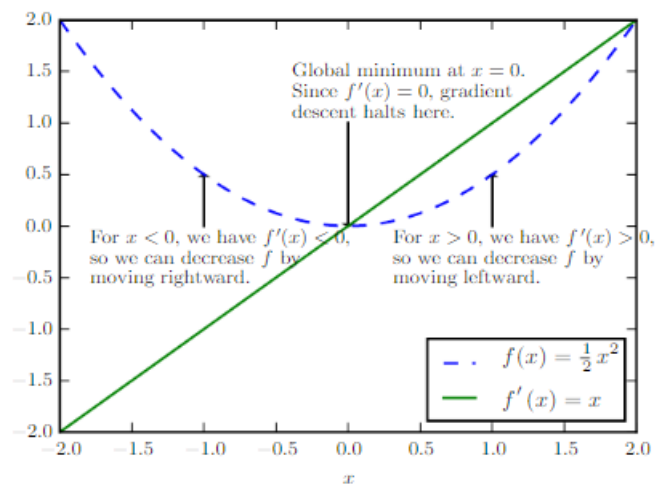 2.0
1.5
1.0
0.5
0.0
−0.5
−1.0
−1.5
−2.0
Global minimum at x = 0.
Since f′(x) = 0, gradient
descent halts here.
For x < 0, we have f′(x) < 0,
so we can decrease f by
moving rightward.
For x > 0, we have f′(x) > 0,
so we can decrease f by
moving leftward.
f(x) = ½ x²
f′(x) = x
−2.0 −1.5 −1.0 −0.5 0.0 0.5 1.0 1.5 2.0
x